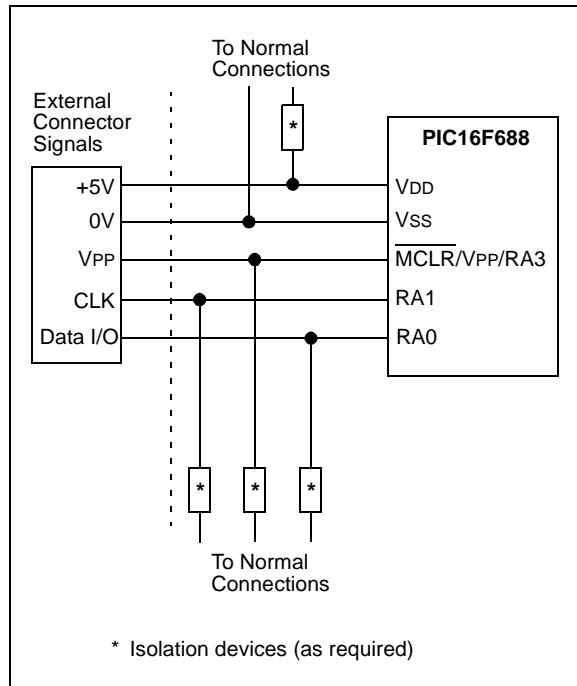 To Normal
Connections
External
Connector
Signals
*
PIC16F688
+5V
VDD
0V
VSS
VPP
MCLR/VPP/RA3
CLK
RA1
Data I/O
RA0
*
*
*
To Normal
Connections
* Isolation devices (as required)